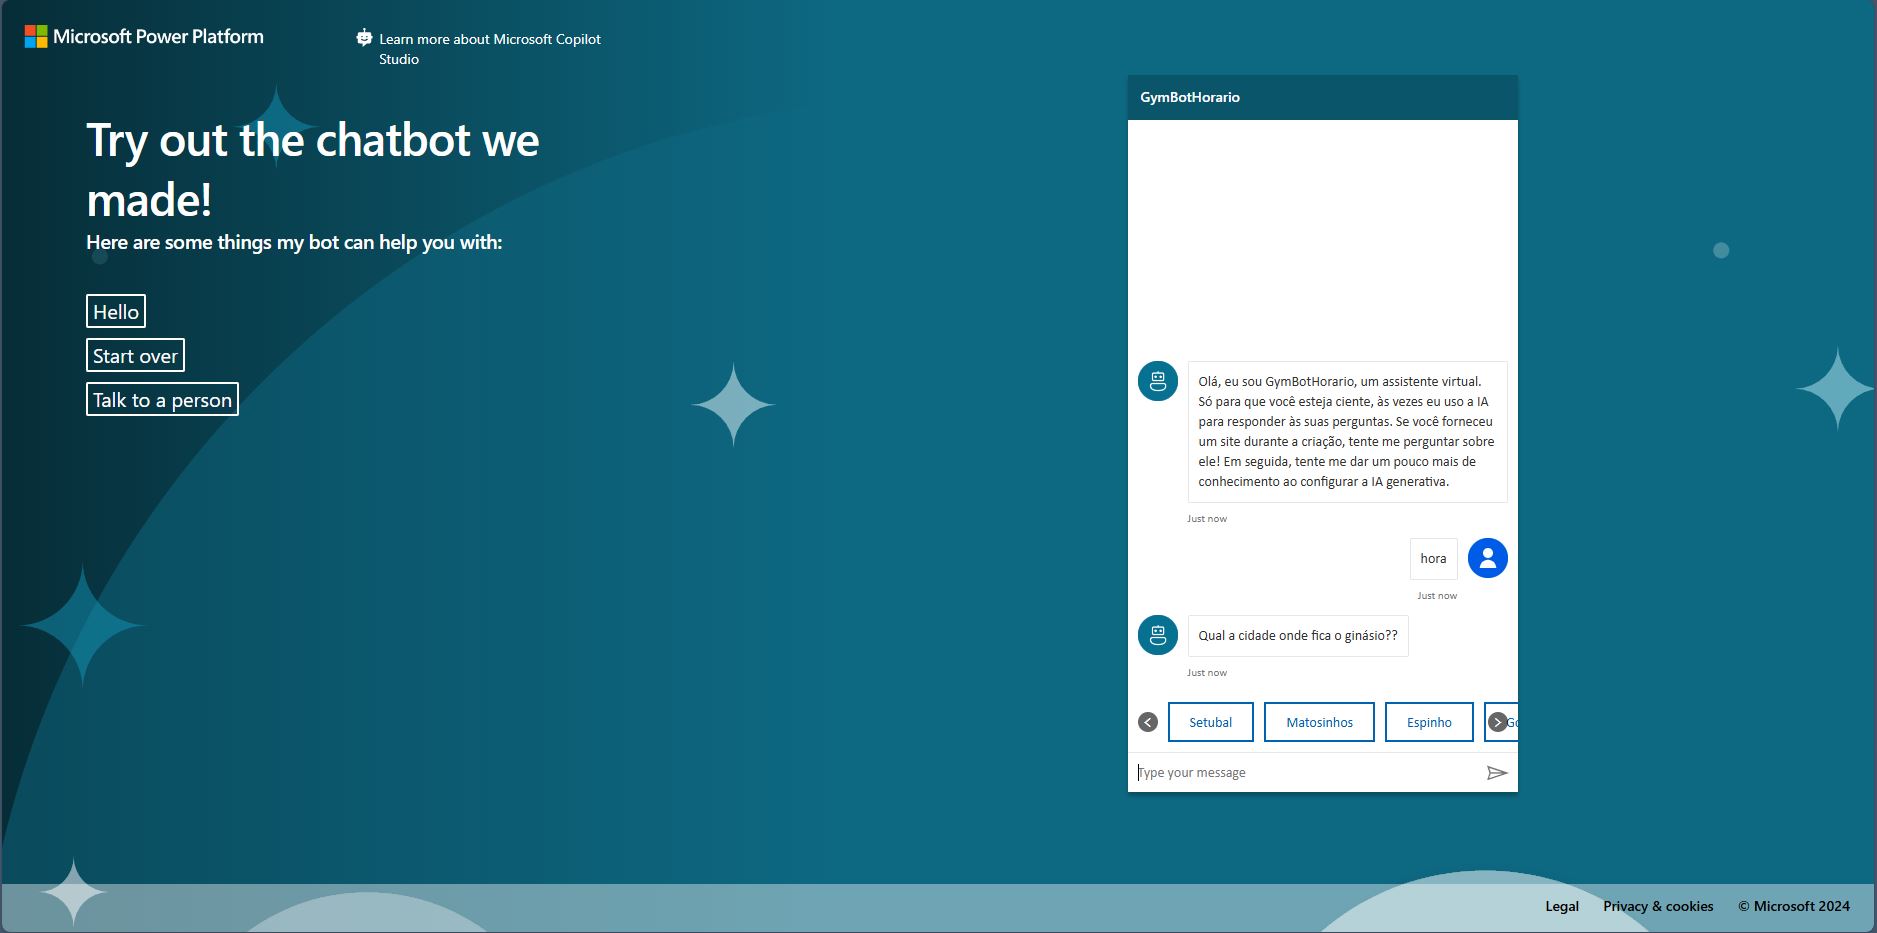 Microsoft Power Platform
Learn more about Microsoft Copilot
Studio
Try out the chatbot we
made!
Here are some things my bot can help you with:
Hello
Start over
Talk to a person
GymBotHorario
Olá, eu sou GymBotHorario, um assistente virtual.
Só para que você esteja ciente, às vezes eu uso a IA
para responder às suas perguntas. Se você forneceu
um site durante a criação, tente me perguntar sobre
ele! Em seguida, tente me dar um pouco mais de
conhecimento ao configurar a IA generativa.
Just now
hora
Just now
Qual a cidade onde fica o ginásio??
Just now
Setubal
Matosinhos
Espinho
Type your message
Legal
Privacy & cookies
© Microsoft 2024